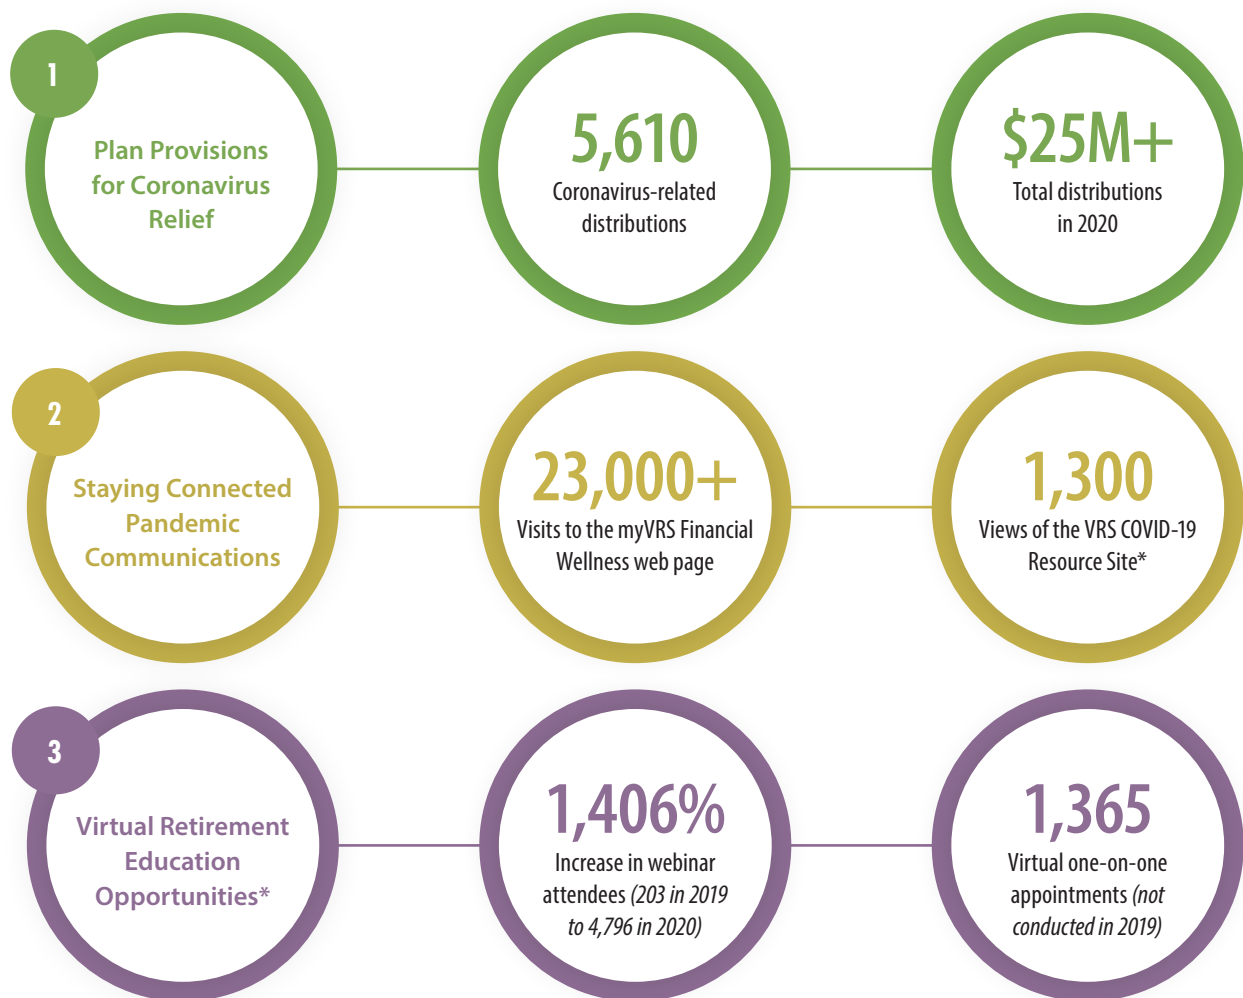 1
Plan Provisions
for Coronavirus
Relief
5,610
Coronavirus-related
distributions
$25M+
Total distributions
in 2020
2
Staying Connected
Pandemic
Communications
23,000+
Visits to the myVRS Financial
Wellness web page
1,300
Views of the VRS COVID-19
Resource Site*
3
Virtual Retirement
Education
Opportunities*
1,406%
Increase in webinar
attendees (203 in 2019
to 4,796 in 2020)
1,365
Virtual one-on-one
appointments (not
conducted in 2019)